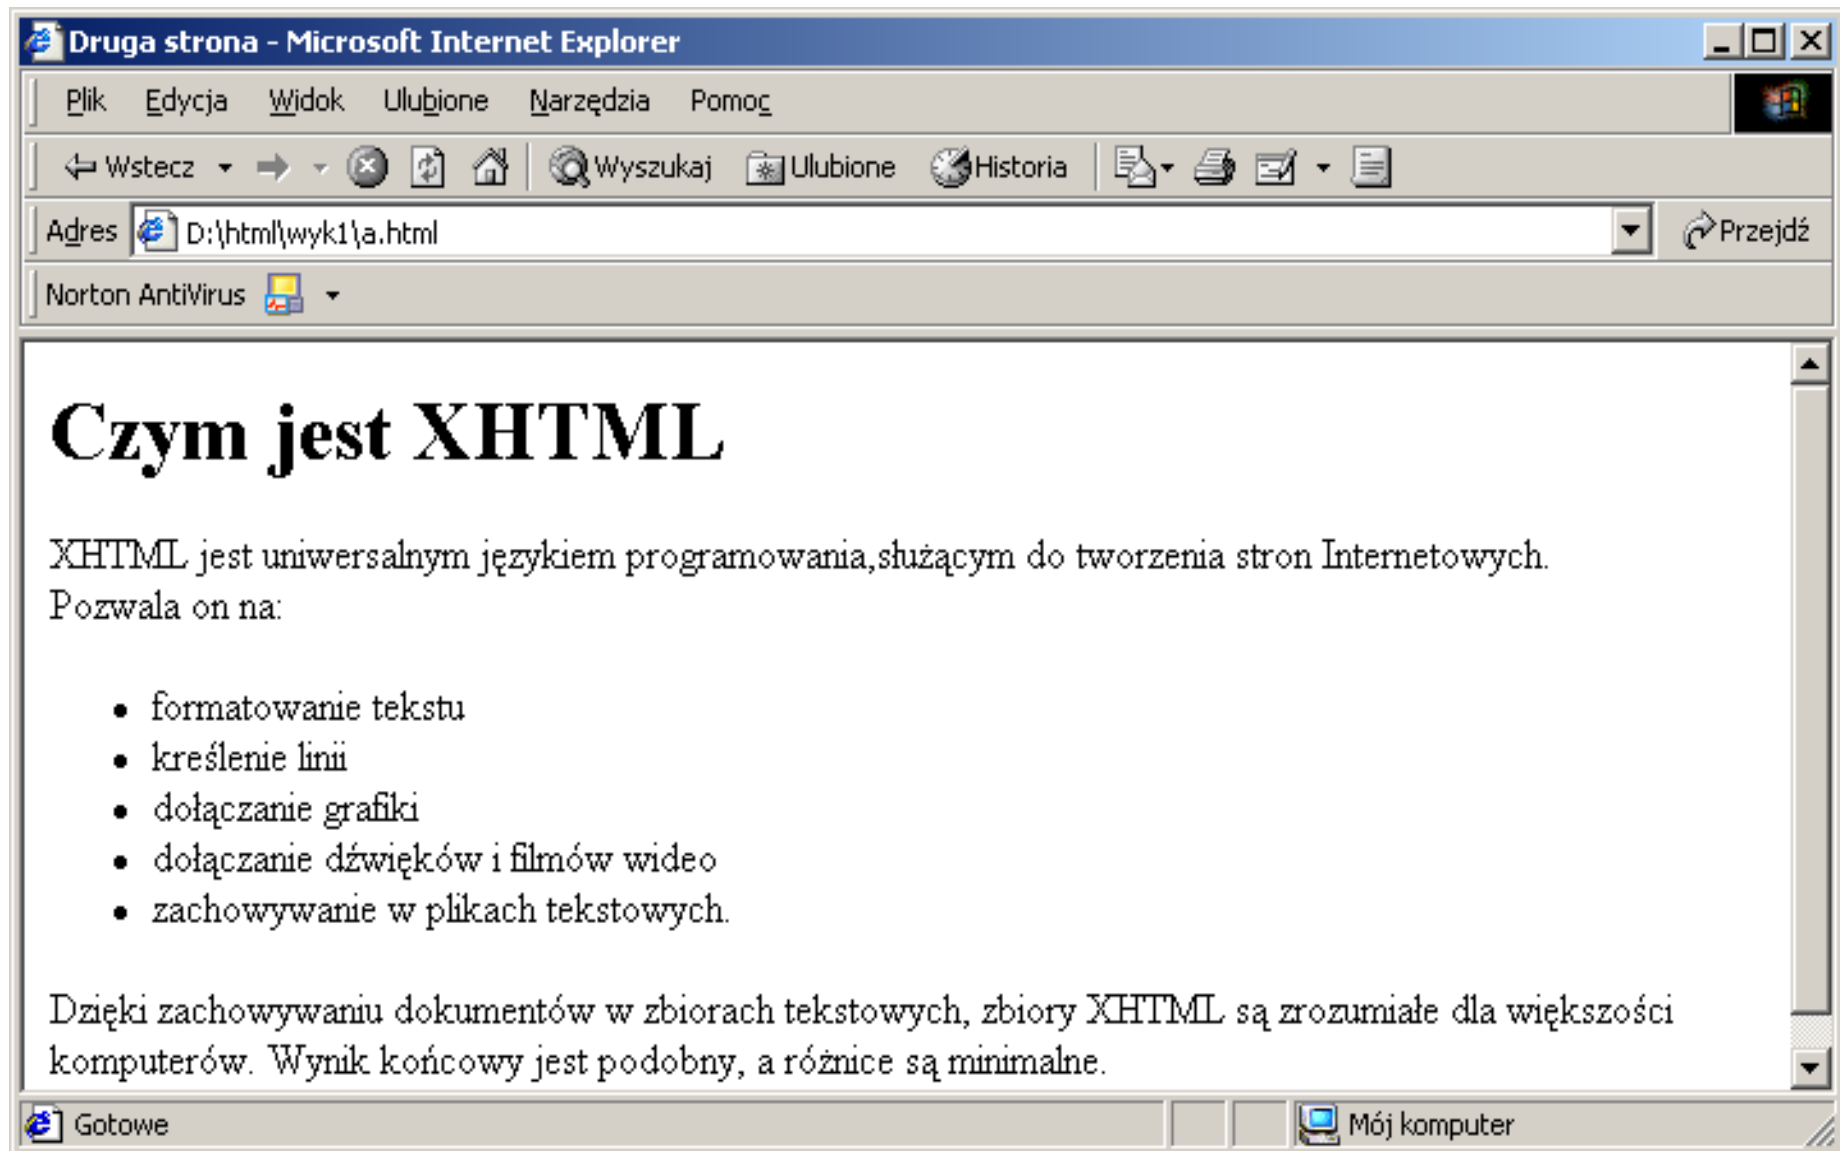 Druga strona - Microsoft Internet Explorer
Plik Edycja Widok Ulubione Narzędzia Pomoc
Wstecz Wyszukaj Ulubione Historia
Adres D:\html\wyk1\a.html Przejdź
Norton AntiVirus
Czym jest XHTML
XHTML jest uniwersalnym językiem programowania,służącym do tworzenia stron Internetowych.
Pozwala on na:
• formatowanie tekstu
• kreślenie linii
• dołączanie grafiki
• dołączanie dźwięków i filmów wideo
• zachowywanie w plikach tekstowych.
Dzięki zachowywaniu dokumentów w zbiorach tekstowych, zbiory XHTML są zrozumiałe dla większości
komputerów. Wynik końcowy jest podobny, a różnice są minimalne.
Gotowe Mój komputer